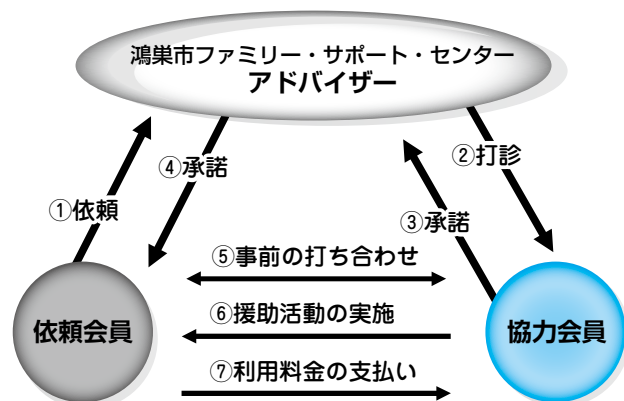 鴻巣市ファミリー・サポート・センター
アドバイザー
②打診
④承諾
①依頼
③承諾
⑤事前の打ち合わせ
⑥援助活動の実施
依頼会員
協力会員
⑦利用料金の支払い